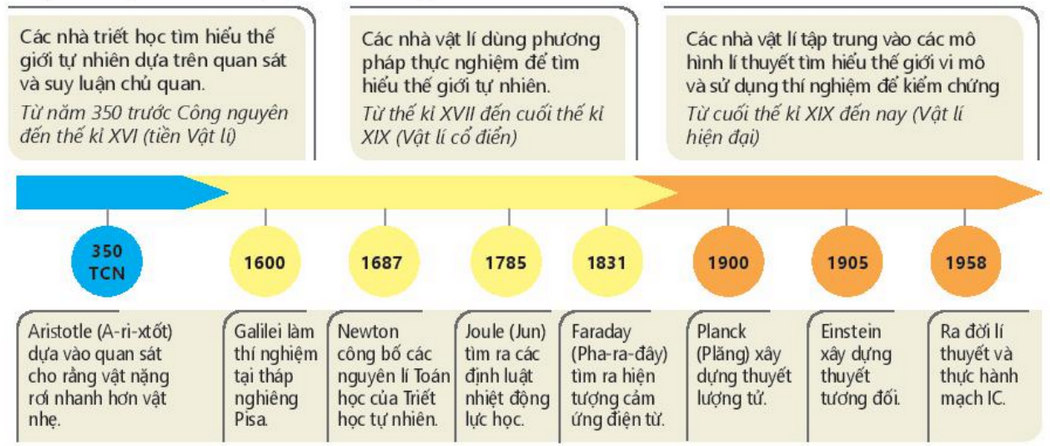 Các nhà triết học tìm hiểu thế
giới tự nhiên dựa trên quan sát
và suy luận chủ quan.
Từ năm 350 trước Công nguyên
đến thế kỉ XVI (tiền Vật lí)
Các nhà vật lí dùng phương
pháp thực nghiệm để tìm
hiểu thế giới tự nhiên.
Từ thế kỉ XVII đến cuối thế kỉ
XIX (Vật lí cổ điển)
Các nhà vật lí tập trung vào các mô
hình lí thuyết tìm hiểu thế giới vi mô
và sử dụng thí nghiệm để kiểm chứng
Từ cuối thế kỉ XIX đến nay (Vật lí
hiện đại)
350
TCN
1600
1687
1785
1831
1900
1905
1958
Aristotle (A-ri-xtốt)
dựa vào quan sát
cho rằng vật nặng
rơi nhanh hơn vật
nhẹ.
Galilei làm
thí nghiệm
tại tháp
nghiêng
Pisa.
Newton
công bố các
nguyên lí Toán
học của Triết
học tự nhiên.
Joule (Jun)
tìm ra các
định luật
nhiệt động
lực học.
Faraday
(Pha-ra-đây)
tìm ra hiện
tượng cảm
ứng điện từ.
Planck
(Plăng) xây
dựng thuyết
lượng tử.
Einstein
xây dựng
thuyết
tương đối.
Ra đời lí
thuyết và
thực hành
mạch IC.